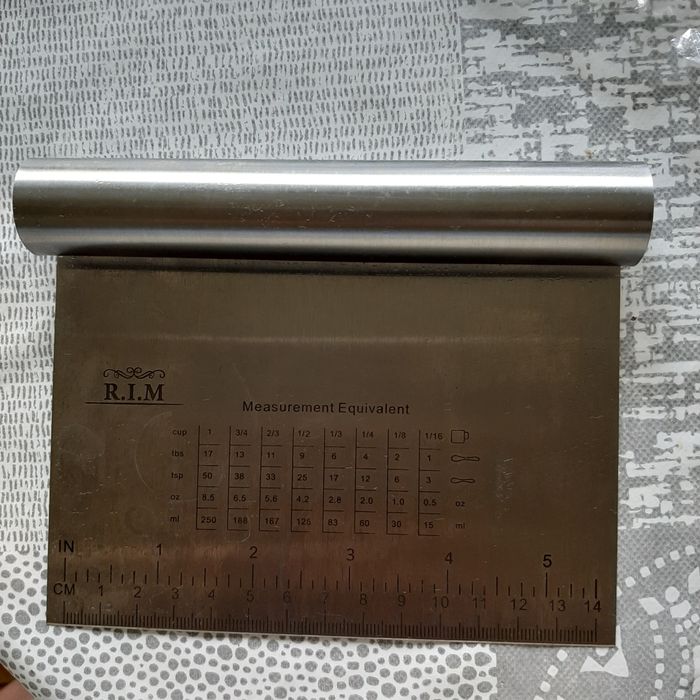 R.I.M
Measurement Equivalent
cup 1 3/4 2/3 1/2 1/3 1/4 1/8 1/16
tbs 17 13 11 9 6 4 2 1
tsp 50 38 33 25 17 12 6 3
oz 8.5 6.5 5.6 4.2 2.8 2.0 1.0 0.5 oz
ml 250 188 167 125 83 60 30 15 ml
IN 1 2 3 4 5
CM 1 2 3 4 5 6 7 8 9 10 11 12 13 14